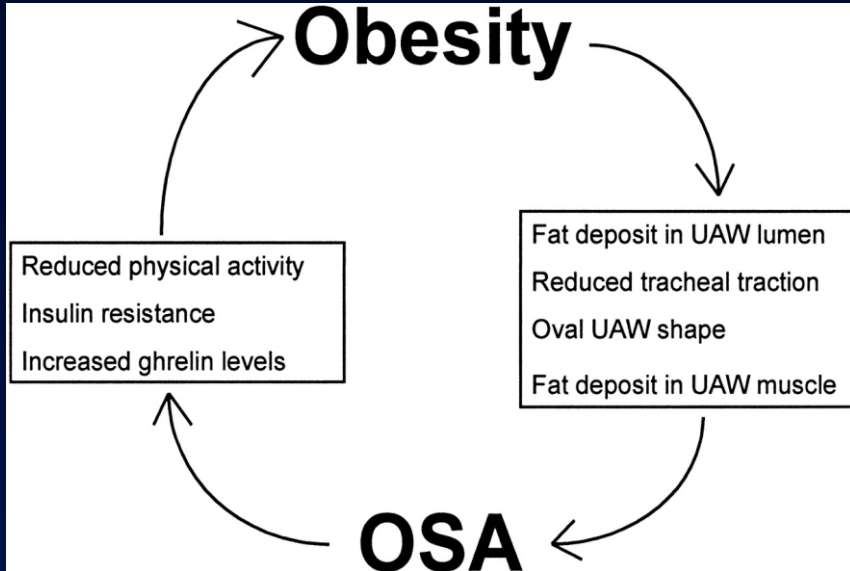 Obesity
Fat deposit in UAW lumen
Reduced tracheal traction
Oval UAW shape
Fat deposit in UAW muscle
OSA
Reduced physical activity
Insulin resistance
Increased ghrelin levels